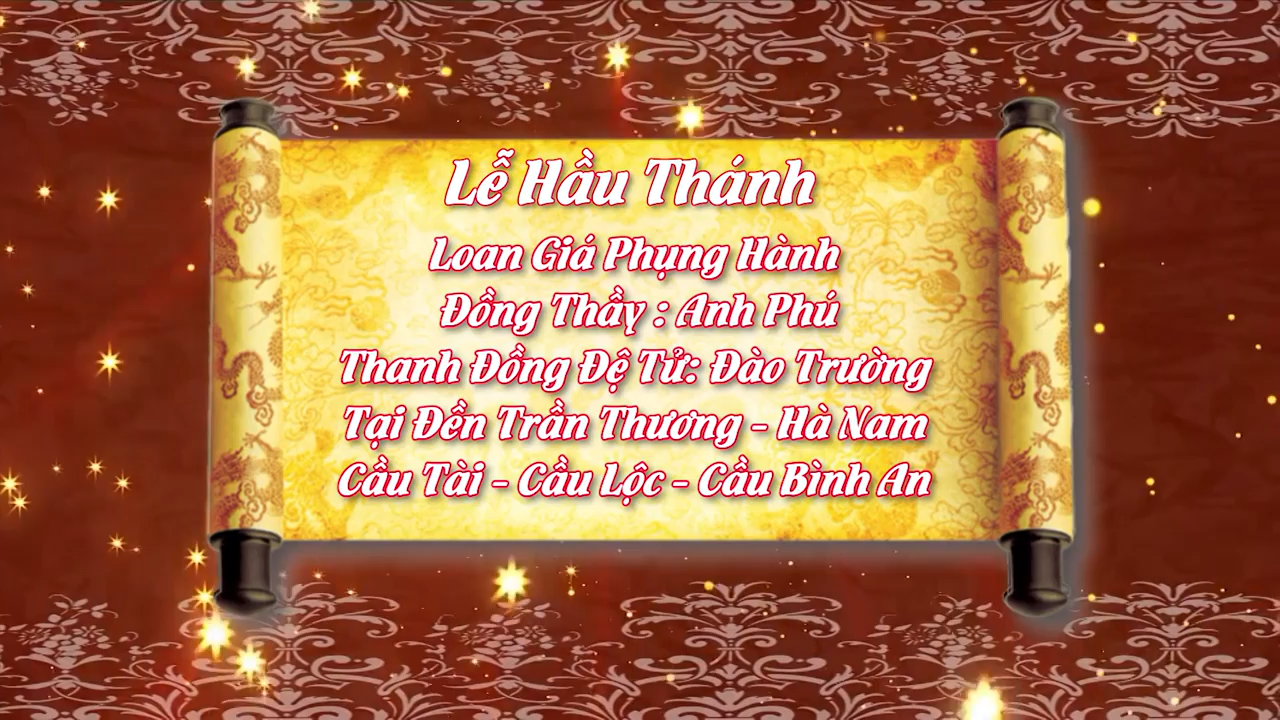 Lễ Hầu Thánh
Loan Giá Phụng Hành
Đồng Thầy : Anh Phú
Thanh Đồng Đệ Tử: Đào Trường
Tại Đền Trần Thương - Hà Nam
Cầu Tài - Cầu Lộc - Cầu Bình An